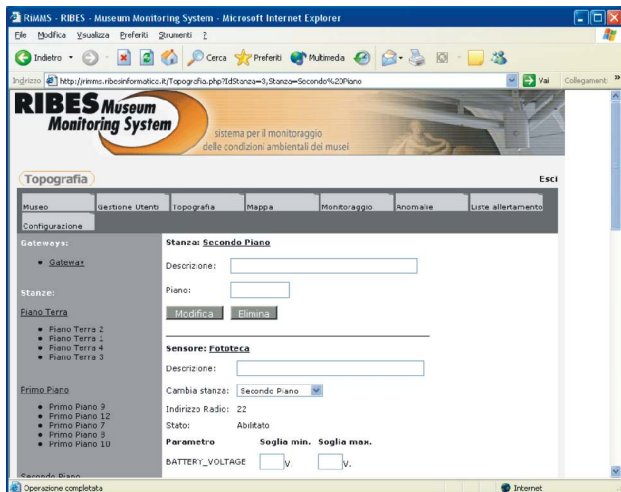 RiMMS - RIBES - Museum Monitoring System - Microsoft Internet Explorer
File Modifica Visualizza Preferiti Strumenti ?
Indietro Cerca Preferiti Multimedia
Indirizzo http://rimms.ribesinformatica.it/Topografia.php?IdStanza=3,Stanza=Secondo%20Piano Vai Collegamenti »
RIBES Museum
Monitoring System
sistema per il monitoraggio
delle condizioni ambientali dei musei
Topografia Esci
Museo Gestione Utenti Topografia Mappa Monitoraggio Anomalie Liste allertamento
Configurazione
Gateways:
Gateway
Stanze:
Piano Terra
Piano Terra 2
Piano Terra 1
Piano Terra 4
Piano Terra 3
Primo Piano
Primo Piano 9
Primo Piano 12
Primo Piano 7
Primo Piano 8
Primo Piano 10
Secondo Piano
Stanza: Secondo Piano
Descrizione:
Piano:
Modifica Elimina
Sensore: Fototeca
Descrizione:
Cambia stanza: Secondo Piano
Indirizzo Radio: 22
Stato: Abilitato
Parametro Soglia min. Soglia max.
BATTERY_VOLTAGE V. V.
Operazione completata Internet